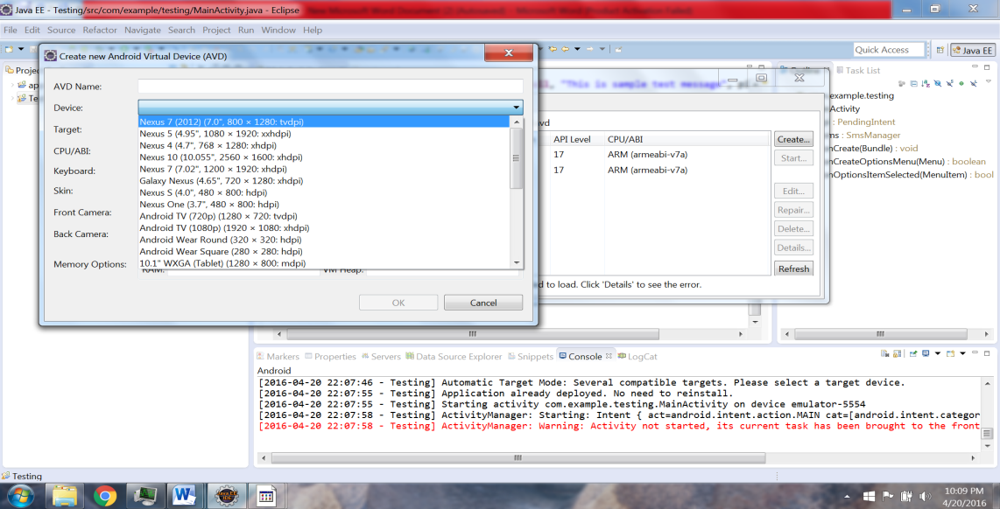 Java EE - Testing/src/com/example/testing/MainActivity.java - Eclipse
File Edit Source Refactor Navigate Search Project Run Window Help
Quick Access
Java EE
Create new Android Virtual Device (AVD)
AVD Name:
Device:
Target:
CPU/ABI:
Keyboard:
Skin:
Front Camera:
Back Camera:
Memory Options:
Nexus 7 (2012) (7.0", 800 × 1280: tvdpi)
Nexus 5 (4.95", 1080 × 1920: xxhdpi)
Nexus 4 (4.7", 768 × 1280: xhdpi)
Nexus 10 (10.055", 2560 × 1600: xhdpi)
Nexus 7 (7.02", 1200 × 1920: xhdpi)
Galaxy Nexus (4.65", 720 × 1280: xhdpi)
Nexus S (4.0", 480 × 800: hdpi)
Nexus One (3.7", 480 × 800: hdpi)
Android TV (720p) (1280 × 720: tvdpi)
Android TV (1080p) (1920 × 1080: xhdpi)
Android Wear Round (320 × 320: hdpi)
Android Wear Square (280 × 280: hdpi)
10.1" WXGA (Tablet) (1280 × 800: mdpi)
RAM:
VM Heap:
OK Cancel
Projec
ap
Te
"This is sample test message"
vd
API Level CPU/ABI
17 ARM (armeabi-v7a)
17 ARM (armeabi-v7a)
Create...
Start...
Edit...
Repair...
Delete...
Details...
Refresh
d to load. Click 'Details' to see the error.
Outline Task List
example.testing
Activity
: PendingIntent
ns : SmsManager
nCreate(Bundle) : void
nCreateOptionsMenu(Menu) : boolean
nOptionsItemSelected(MenuItem) : bool
Markers Properties Servers Data Source Explorer Snippets Console LogCat
Android
[2016-04-20 22:07:46 - Testing] Automatic Target Mode: Several compatible targets. Please select a target device.
[2016-04-20 22:07:55 - Testing] Application already deployed. No need to reinstall.
[2016-04-20 22:07:55 - Testing] Starting activity com.example.testing.MainActivity on device emulator-5554
[2016-04-20 22:07:58 - Testing] ActivityManager: Starting: Intent { act=android.intent.action.MAIN cat=[android.intent.categor
[2016-04-20 22:07:58 - Testing] ActivityManager: Warning: Activity not started, its current task has been brought to the front
Testing
10:09 PM
4/20/2016